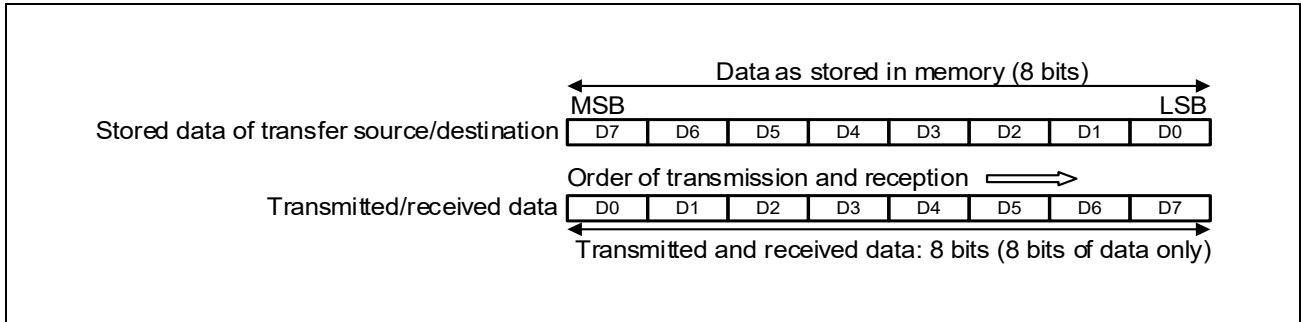 Data as stored in memory (8 bits)
MSB LSB
Stored data of transfer source/destination D7 D6 D5 D4 D3 D2 D1 D0
Order of transmission and reception
Transmitted/received data D0 D1 D2 D3 D4 D5 D6 D7
Transmitted and received data: 8 bits (8 bits of data only)